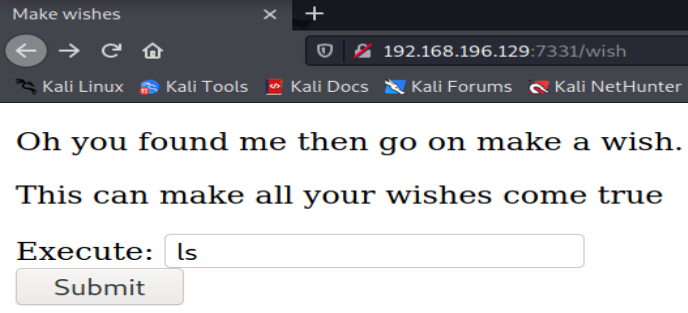 Make wishes
192.168.196.129:7331/wish
Kali Linux Kali Tools Kali Docs Kali Forums Kali NetHunter
Oh you found me then go on make a wish.
This can make all your wishes come true
Execute: ls
Submit